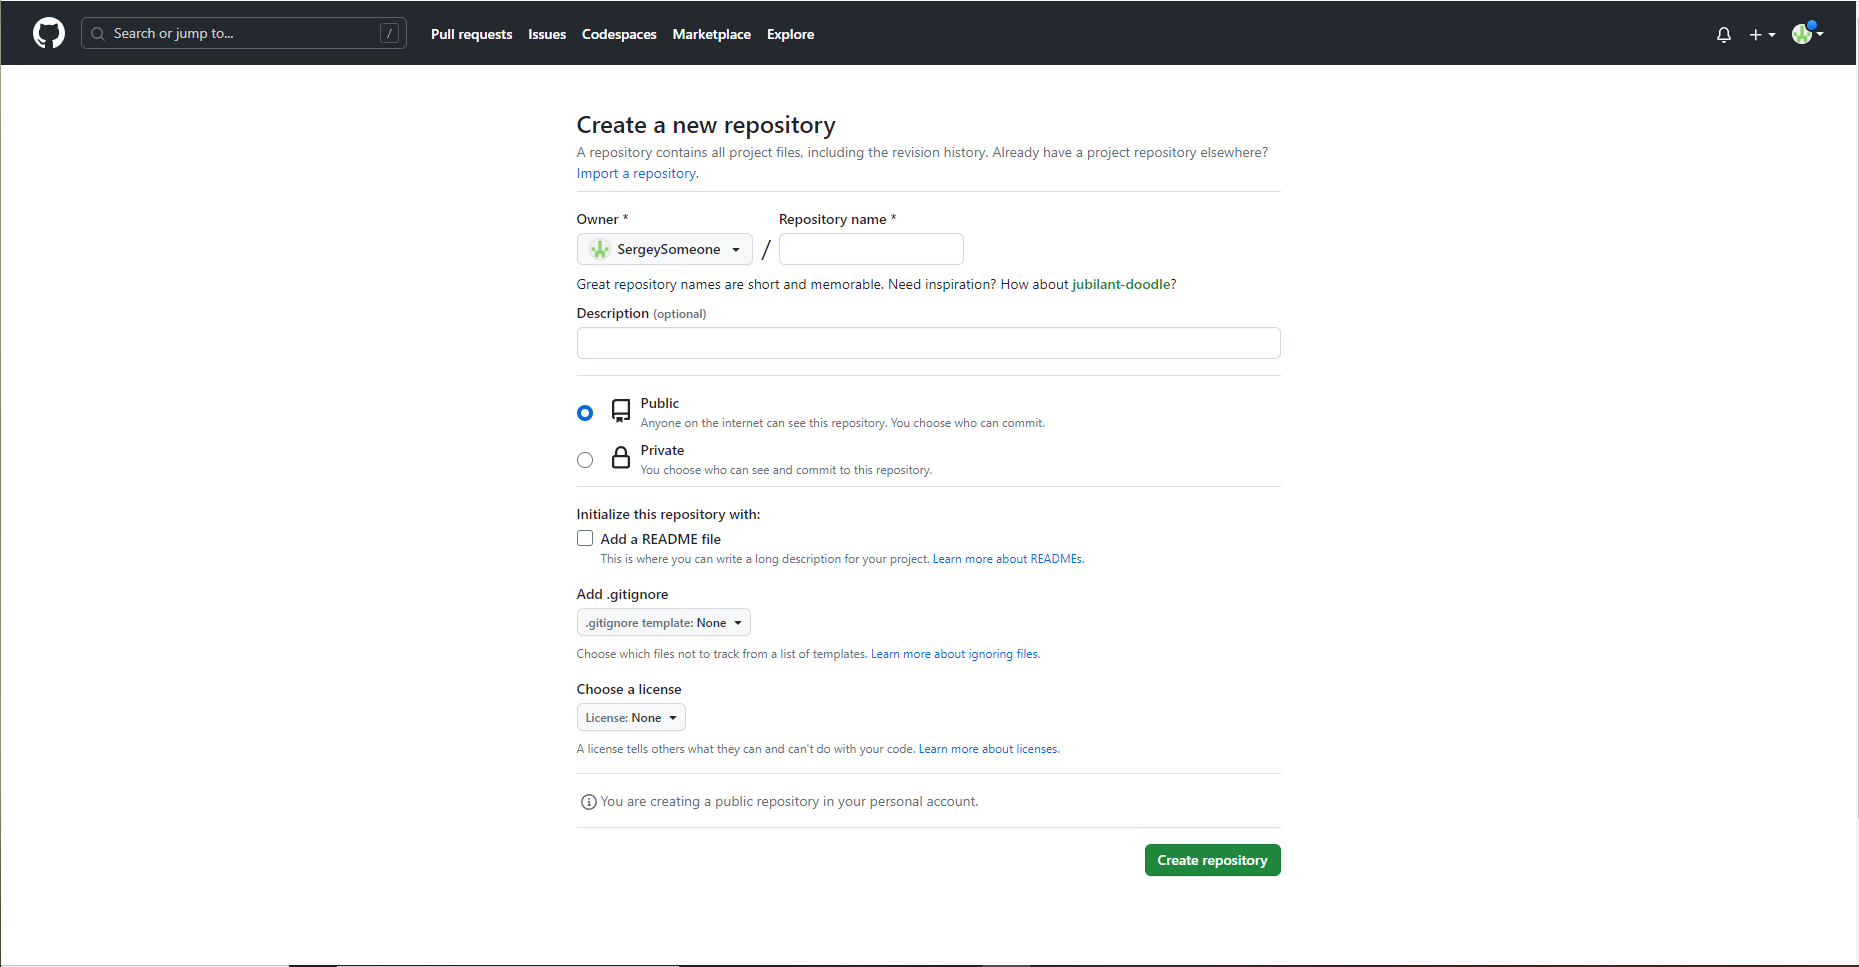 Search or jump to... / Pull requests Issues Codespaces Marketplace Explore
Create a new repository
A repository contains all project files, including the revision history. Already have a project repository elsewhere?
Import a repository.
Owner * Repository name *
SergeySomeone /
Great repository names are short and memorable. Need inspiration? How about jubilant-doodle?
Description (optional)
Public
Anyone on the internet can see this repository. You choose who can commit.
Private
You choose who can see and commit to this repository.
Initialize this repository with:
Add a README file
This is where you can write a long description for your project. Learn more about READMEs.
Add .gitignore
.gitignore template: None
Choose which files not to track from a list of templates. Learn more about ignoring files.
Choose a license
License: None
A license tells others what they can and can't do with your code. Learn more about licenses.
You are creating a public repository in your personal account.
Create repository